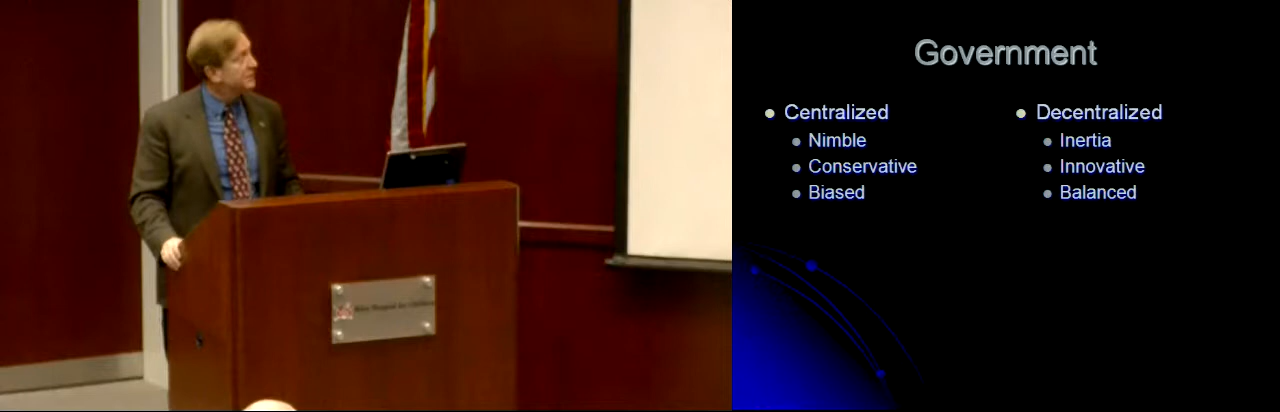 Government
Centralized
Nimble
Conservative
Biased
Decentralized
Inertia
Innovative
Balanced